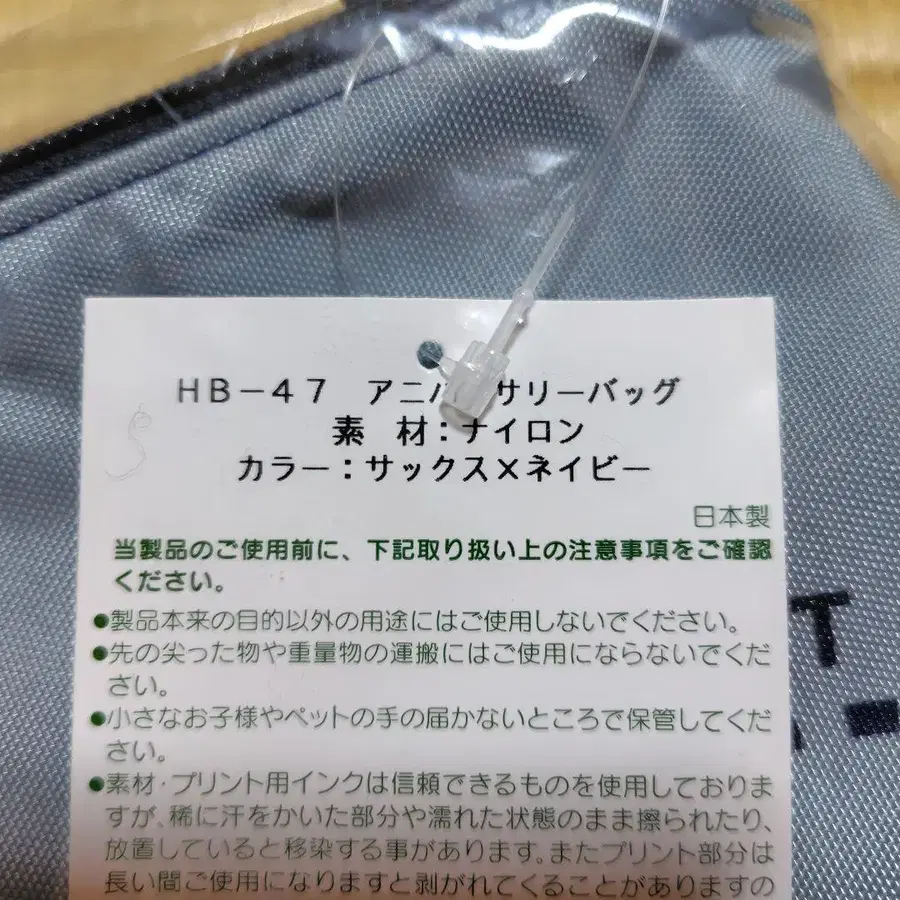 HB-47 アニバーサリーバッグ
素 材:ナイロン
カラー:サックス×ネイビー
日本製
当製品のご使用前に、下記取り扱い上の注意事項をご確認
ください。
●製品本来の目的以外の用途にはご使用しないでください。
●先の尖った物や重量物の運搬にはご使用にならないでくだ
さい。
●小さなお子様やペットの手の届かないところで保管してくだ
さい。
●素材・プリント用インクは信頼できるものを使用しておりま
すが、稀に汗をかいた部分や濡れた状態のまま擦られたり、
放置していると移染する事があります。またプリント部分は
長い間ご使用になりますと剥がれてくることがありますの
T